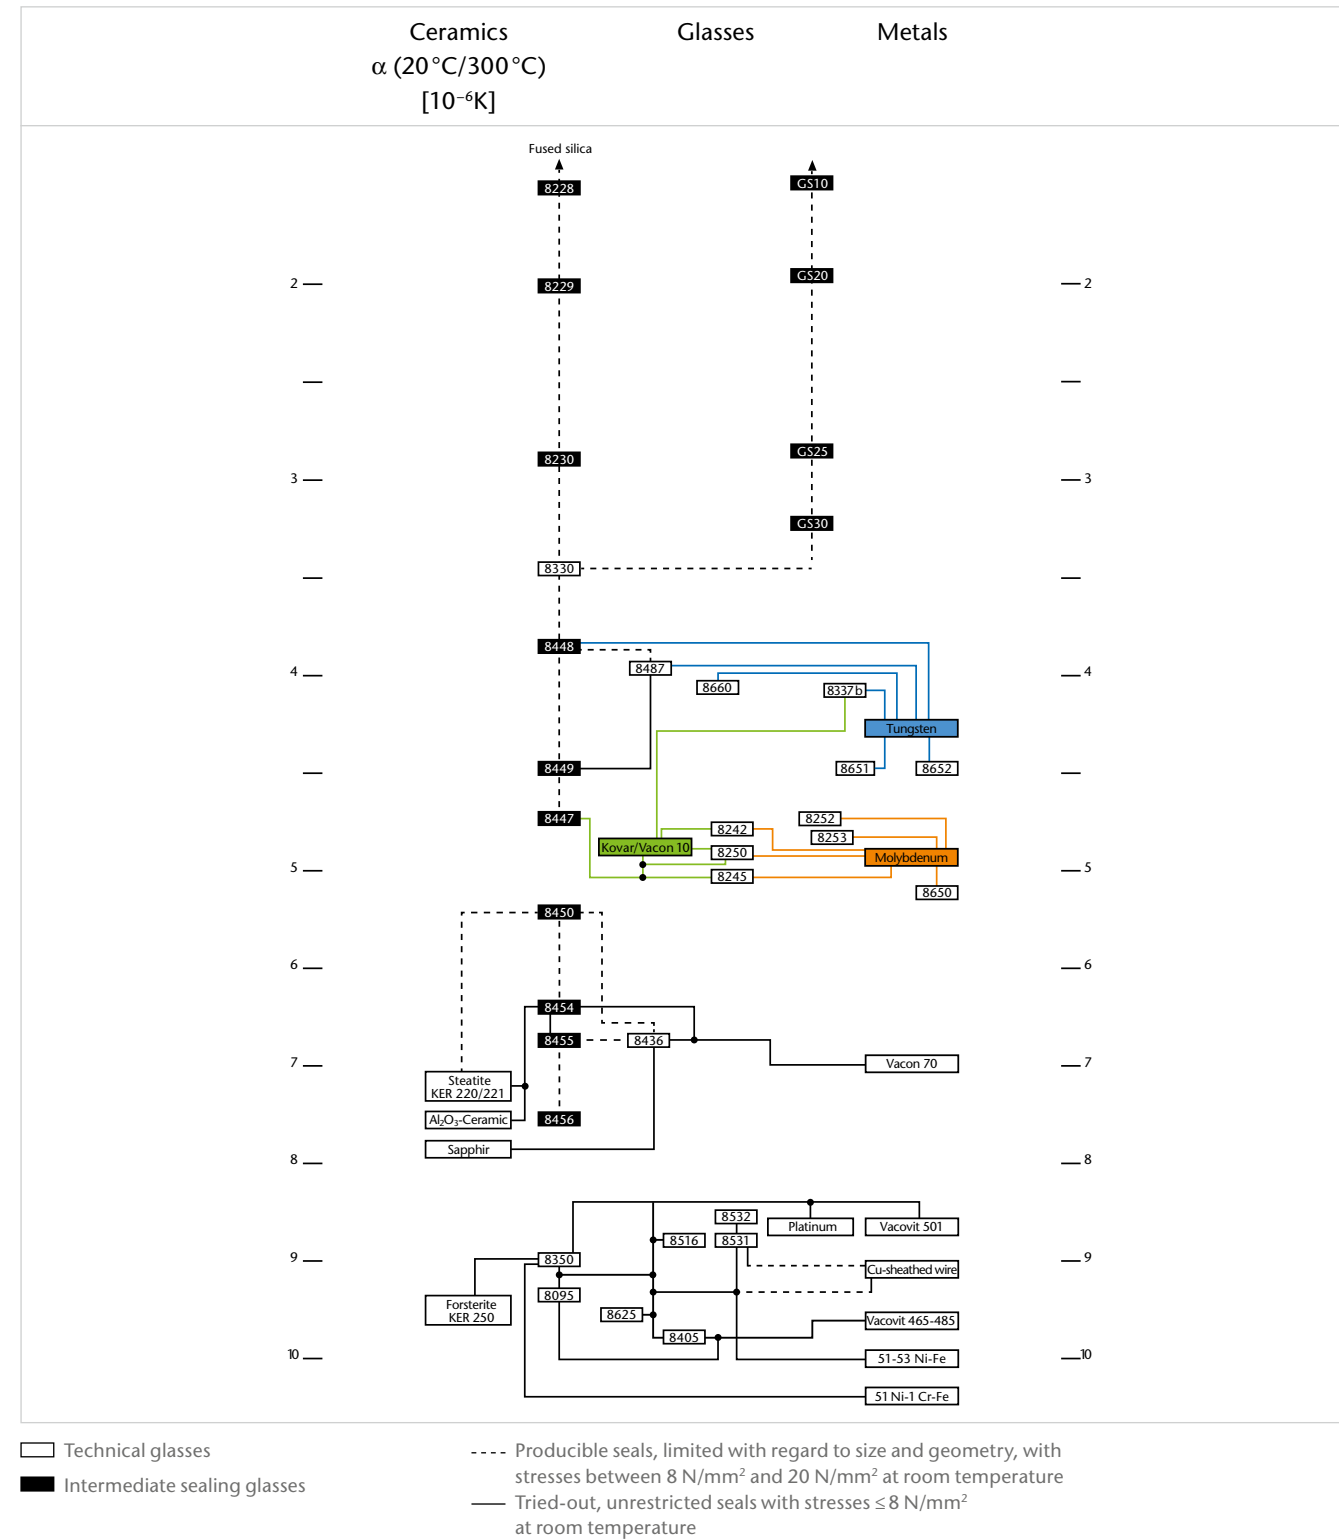 Ceramics Glasses Metals
α (20 °C/300 °C)
[10⁻⁶K]
Fused silica
8228 GS10
2 8229 GS20 2
3 8230 GS25 3
GS30
8330
8448
4 8487 4
8660 8337b
Tungsten
8449 8651 8652
8447 8242 8252
8253
Kovar/Vacon 10 8250 Molybdenum
5 8245 5
8650
8450
6 6
8454
8455 8436
7 Vacon 70 7
Steatite
KER 220/221
Al₂O₃-Ceramic 8456
Sapphir
8 8
8532 Platinum Vacovit 501
8516 8531
9 8350 Cu-sheathed wire 9
8095
Forsterite
KER 250
8625 Vacovit 465-485
8405
10 51-53 Ni-Fe 10
51 Ni-1 Cr-Fe
Technical glasses
Intermediate sealing glasses
Producible seals, limited with regard to size and geometry, with
stresses between 8 N/mm² and 20 N/mm² at room temperature
Tried-out, unrestricted seals with stresses ≤ 8 N/mm²
at room temperature